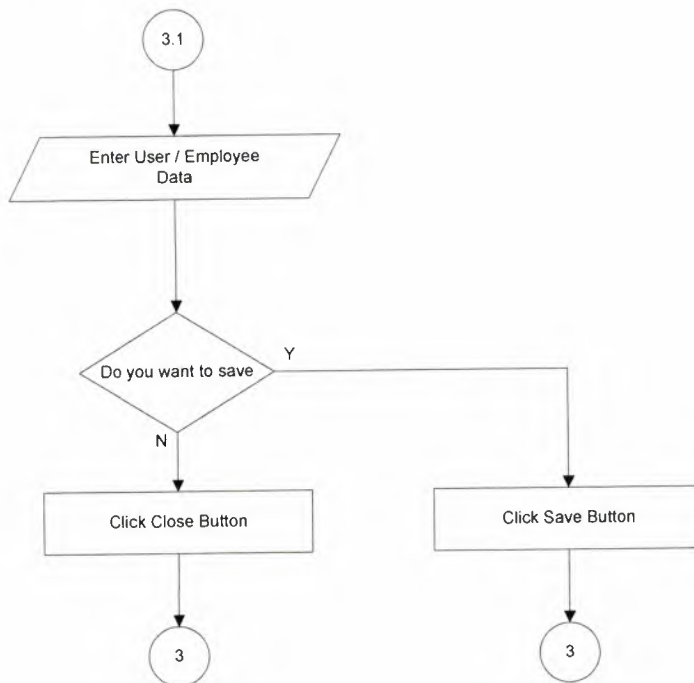 3.1
Enter User / Employee
Data
Do you want to save
Y
N
Click Close Button
Click Save Button
3
3